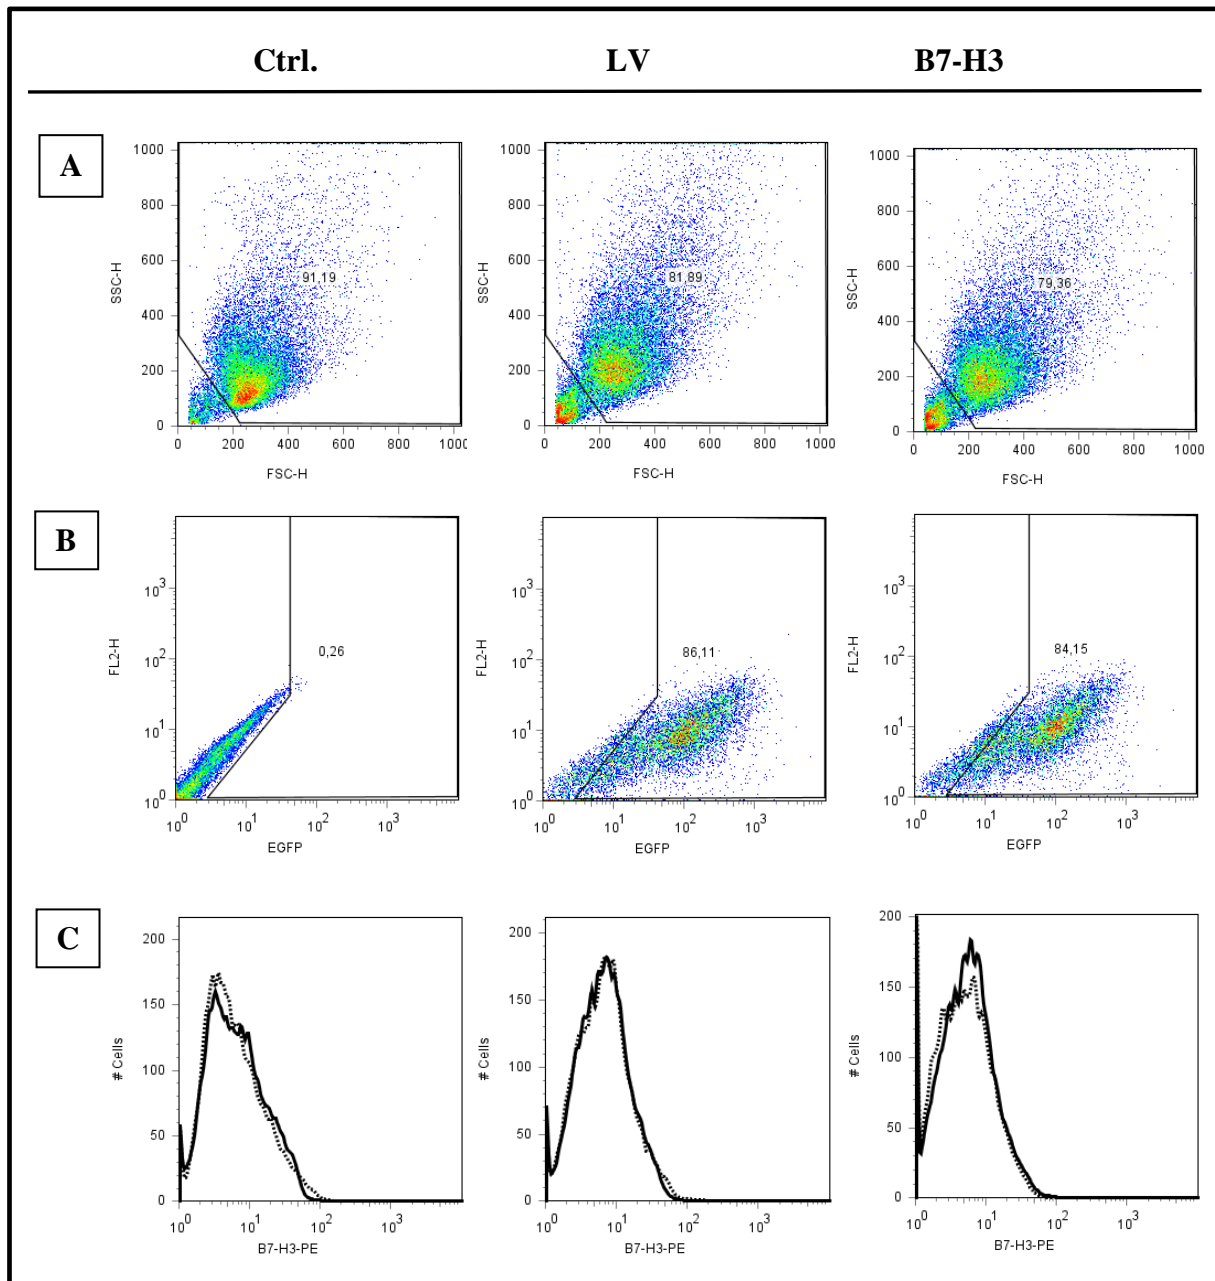 Ctrl. LV B7-H3
A
1000 1000 1000
800 800 800
91,19 81,89 79,36
600 600 600
SSC-H SSC-H SSC-H
400 400 400
200 200 200
0 0 0
0 200 400 600 800 1000 0 200 400 600 800 1000 0 200 400 600 800 1000
FSC-H FSC-H FSC-H
B
10³ 10³ 10³
0,26 86,11 84,15
10² 10² 10²
FL2-H FL2-H FL2-H
10¹ 10¹ 10¹
10⁰ 10⁰ 10⁰
10⁰ 10¹ 10² 10³ 10⁰ 10¹ 10² 10³ 10⁰ 10¹ 10² 10³
EGFP EGFP EGFP
C
200 200 200
150 150 150
# Cells # Cells # Cells
100 100 100
50 50 50
0 0 0
10⁰ 10¹ 10² 10³ 10⁰ 10¹ 10² 10³ 10⁰ 10¹ 10² 10³
B7-H3-PE B7-H3-PE B7-H3-PE